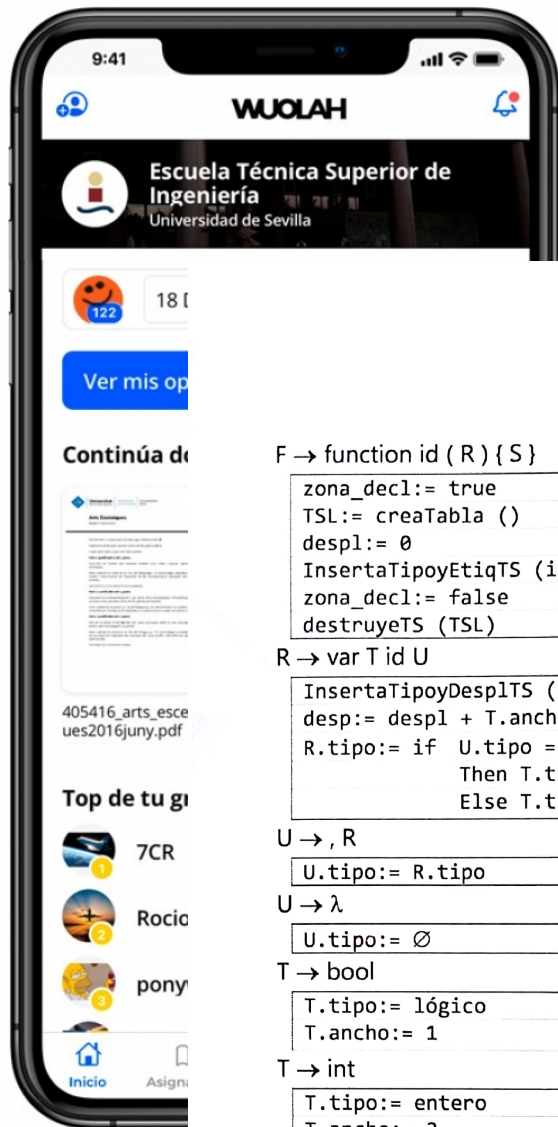 9:41
WUOLAH
Escuela Técnica Superior de
Ingeniería
Universidad de Sevilla
122
18
Ver mis op
Continúa
405416_arts_esce
ues2016juny.pdf
Top de tu
7CR
1
Rocio
2
pony
3
Inicio
Asign
F → function id ( R ) { S }
zona_decl:= true
TSL:= creaTabla ()
despl:= 0
InsertaTipoyEtiqTS (i
zona_decl:= false
destruyeTS (TSL)
R → var T id U
InsertaTipoyDesplTS (
desp:= despl + T.anch
R.tipo:= if U.tipo =
Then T.t
Else T.t
U → , R
U.tipo:= R.tipo
U → λ
U.tipo:= ∅
T → bool
T.tipo:= lógico
T.ancho:= 1
T → int
T.tipo:= entero